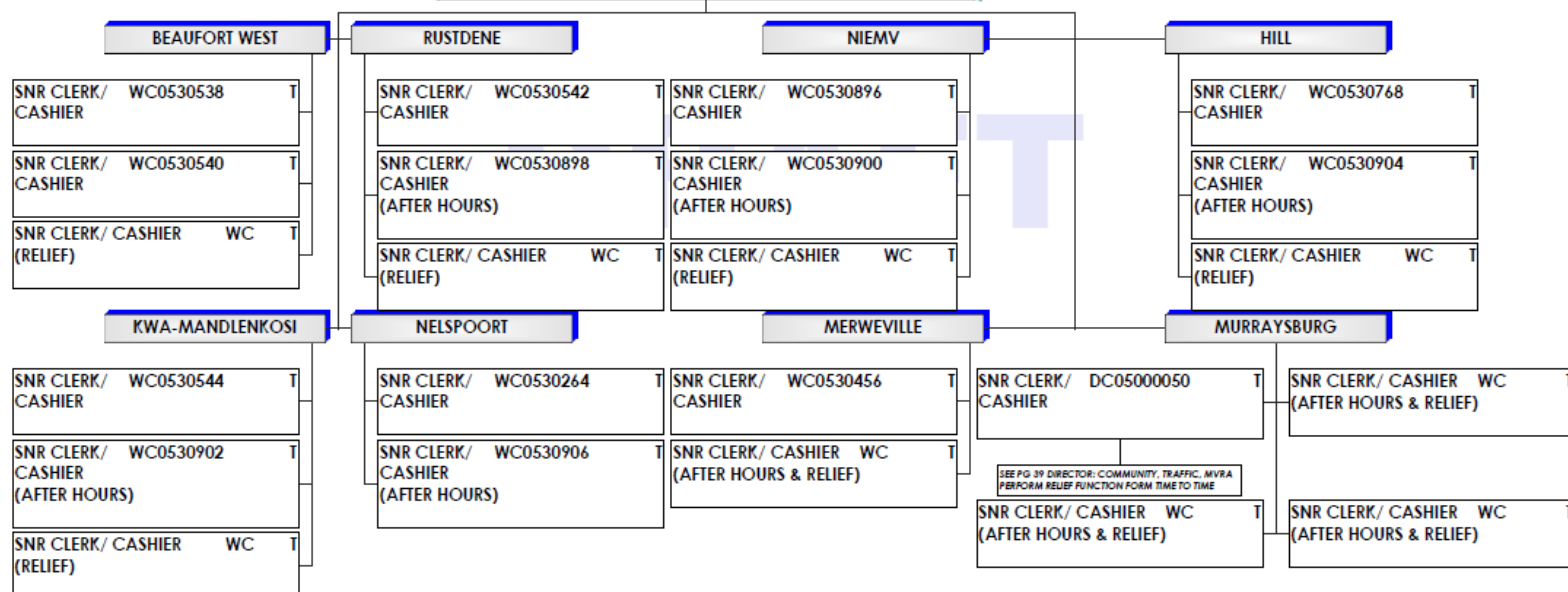 BEAUFORT WEST
SNR CLERK/ WC0530538 T
CASHIER
SNR CLERK/ WC0530540 T
CASHIER
SNR CLERK/ CASHIER WC T
(RELIEF)
RUSTDENE
SNR CLERK/ WC0530542 T
CASHIER
SNR CLERK/ WC0530898 T
CASHIER
(AFTER HOURS)
SNR CLERK/ CASHIER WC T
(RELIEF)
NIEMV
SNR CLERK/ WC0530896 T
CASHIER
SNR CLERK/ WC0530900 T
CASHIER
(AFTER HOURS)
SNR CLERK/ CASHIER WC T
(RELIEF)
HILL
SNR CLERK/ WC0530768 T
CASHIER
SNR CLERK/ WC0530904 T
CASHIER
(AFTER HOURS)
SNR CLERK/ CASHIER WC T
(RELIEF)
KWA-MANDLENKOSI
SNR CLERK/ WC0530544 T
CASHIER
SNR CLERK/ WC0530902 T
CASHIER
(AFTER HOURS)
SNR CLERK/ CASHIER WC T
(RELIEF)
NELSPOORT
SNR CLERK/ WC0530264 T
CASHIER
SNR CLERK/ WC0530906 T
CASHIER
(AFTER HOURS)
MERWEVILLE
SNR CLERK/ WC0530456 T
CASHIER
SNR CLERK/ CASHIER WC T
(AFTER HOURS & RELIEF)
MURRAYSBURG
SNR CLERK/ DC05000050 T
CASHIER
SEE PG 39 DIRECTOR: COMMUNITY, TRAFFIC, MVRA
PERFORM RELIEF FUNCTION FORM TIME TO TIME
SNR CLERK/ CASHIER WC T
(AFTER HOURS & RELIEF)
SNR CLERK/ CASHIER WC T
(AFTER HOURS & RELIEF)
SNR CLERK/ CASHIER WC T
(AFTER HOURS & RELIEF)